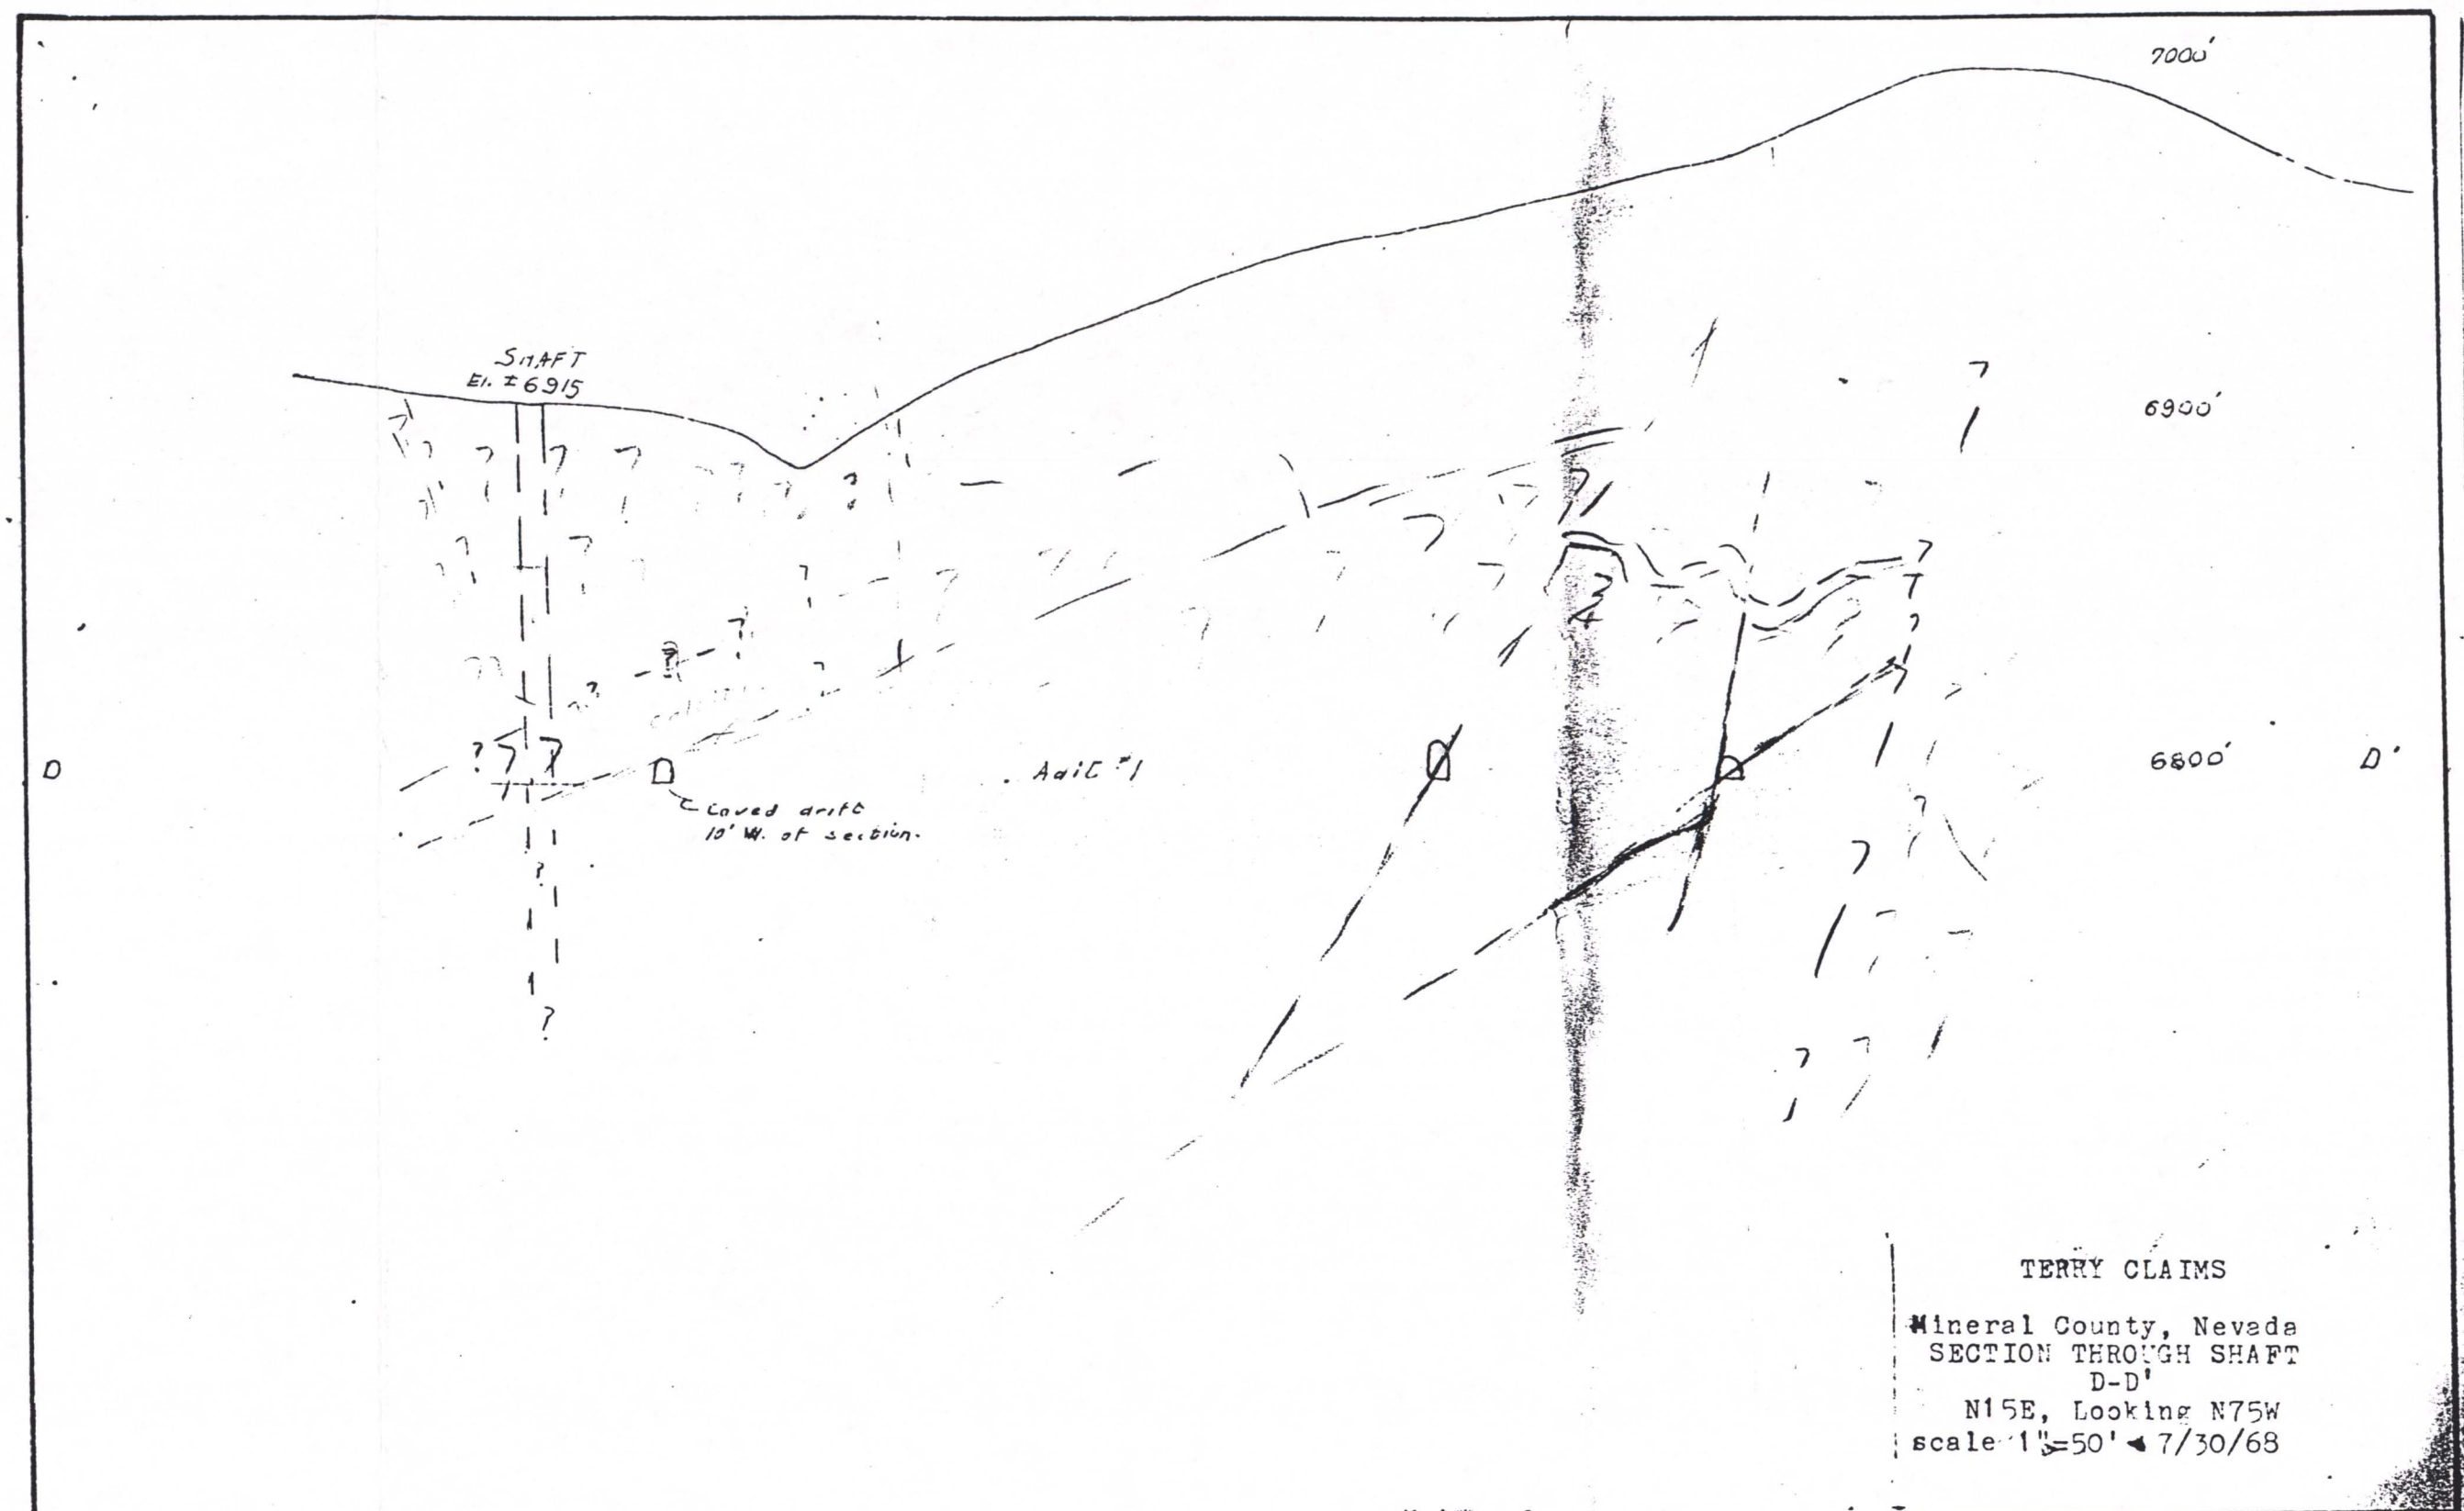 7000'
SHAFT
El. ±6915
6900'
D
Adit #1
6800'
D'
Caved drift
10' W. of section.
TERRY CLAIMS
Mineral County, Nevada
SECTION THROUGH SHAFT
D-D'
N15E, Looking N75W
scale 1"=50' 7/30/68